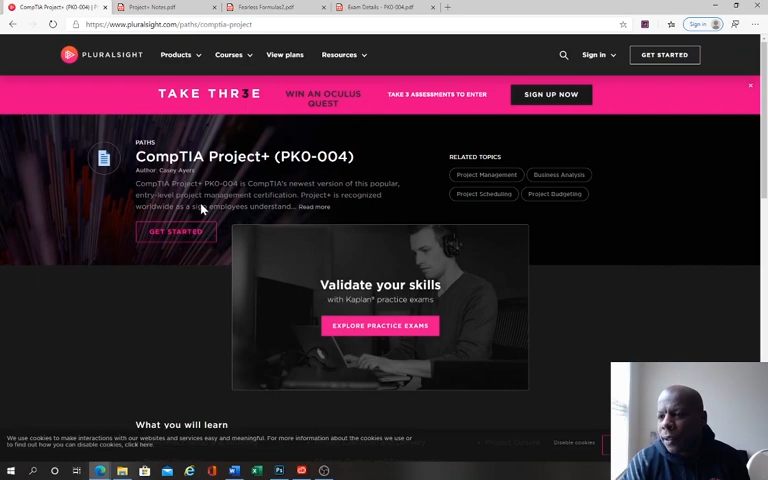 CompTIA Project+ (PK0-004) | Pl
Project+ Notes.pdf
Fearless Formulas2.pdf
Exam Details - PK0-004.pdf
https://www.pluralsight.com/paths/comptia-project
Sign in
PLURALSIGHT
Products
Courses
View plans
Resources
Sign in
GET STARTED
TAKE THR3E
WIN AN OCULUS
QUEST
TAKE 3 ASSESSMENTS TO ENTER
SIGN UP NOW
PATHS
CompTIA Project+ (PK0-004)
Author: Casey Ayers
CompTIA Project+ PK0-004 is CompTIA's newest version of this popular,
entry-level project management certification. Project+ is recognized
worldwide as a employees understand... Read more
GET STARTED
RELATED TOPICS
Project Management
Business Analysis
Project Scheduling
Project Budgeting
Validate your skills
with Kaplan® practice exams
EXPLORE PRACTICE EXAMS
What you will learn
We use cookies to make interactions with our websites and services easy and meaningful. For more information about the cookies we use or
to find out how you can disable cookies, click here.
Disable cookies